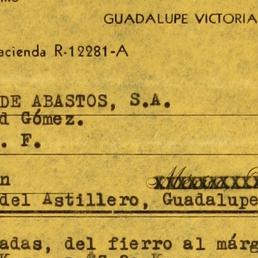 GUADALUPE VICTORIA
acienda R-12281-A
DE ABASTOS, S.A.
d Gómez.
. F.
n
del Astillero, Guadalupe
adas, del fierro al márg